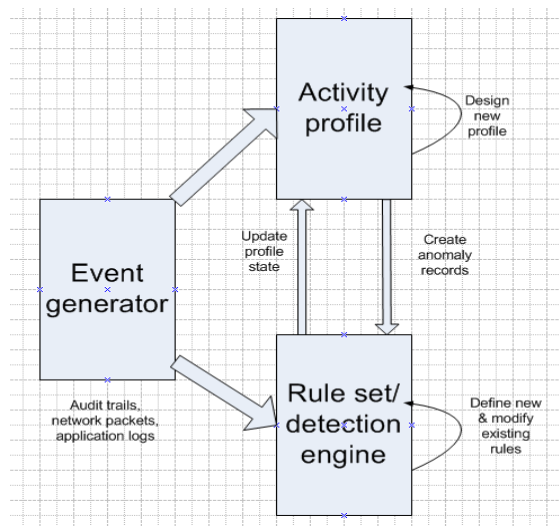 Activity
profile
Design
new
profile
Update
profile
state
Create
anomaly
records
Event
generator
Audit trails,
network packets,
application logs
Rule set/
detection
engine
Define new
& modify
existing
rules